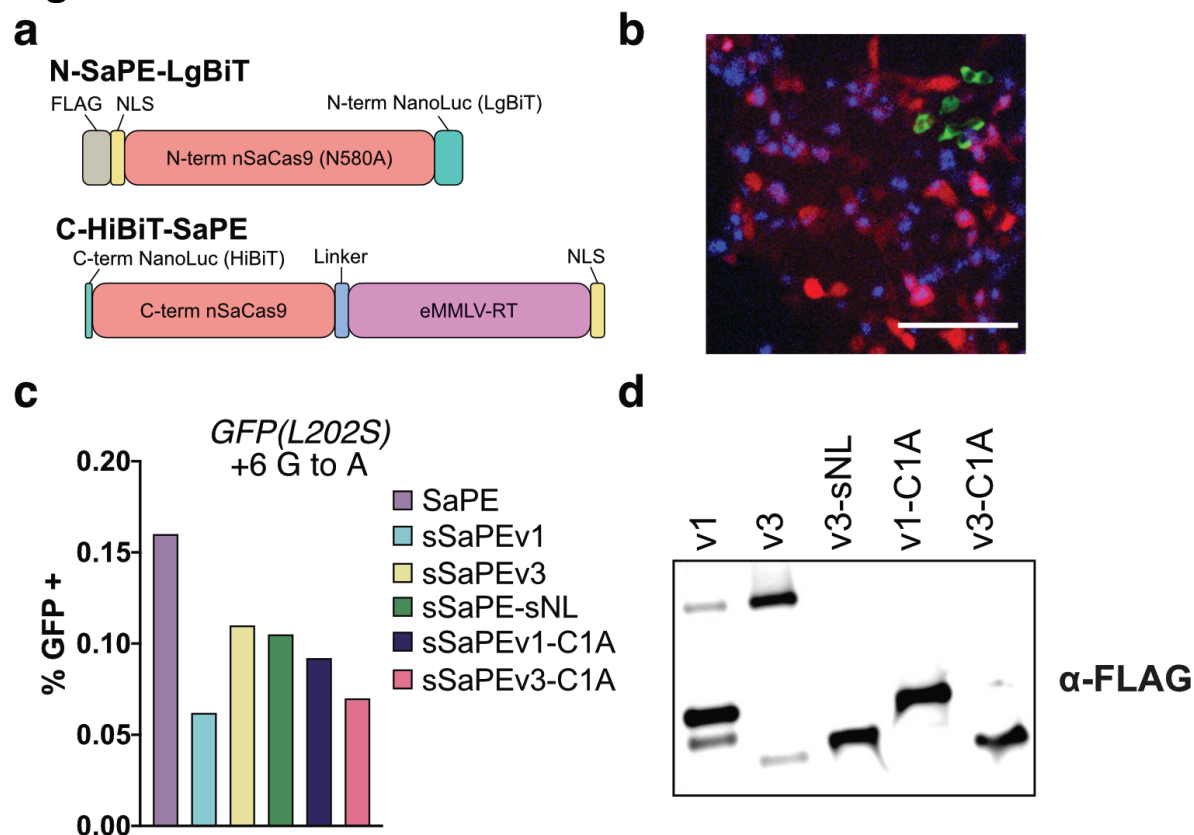 a
N-SaPE-LgBiT
FLAG NLS
N-term NanoLuc (LgBiT)
N-term nSaCas9 (N580A)
C-HiBiT-SaPE
C-term NanoLuc (HiBiT)
Linker
NLS
C-term nSaCas9
eMMLV-RT
b
c
GFP(L202S)
+6 G to A
% GFP +
0.20
0.15
0.10
0.05
0.00
SaPE
sSaPEv1
sSaPEv3
sSaPE-sNL
sSaPEv1-C1A
sSaPEv3-C1A
d
v1
v3
v3-sNL
v1-C1A
v3-C1A
α-FLAG